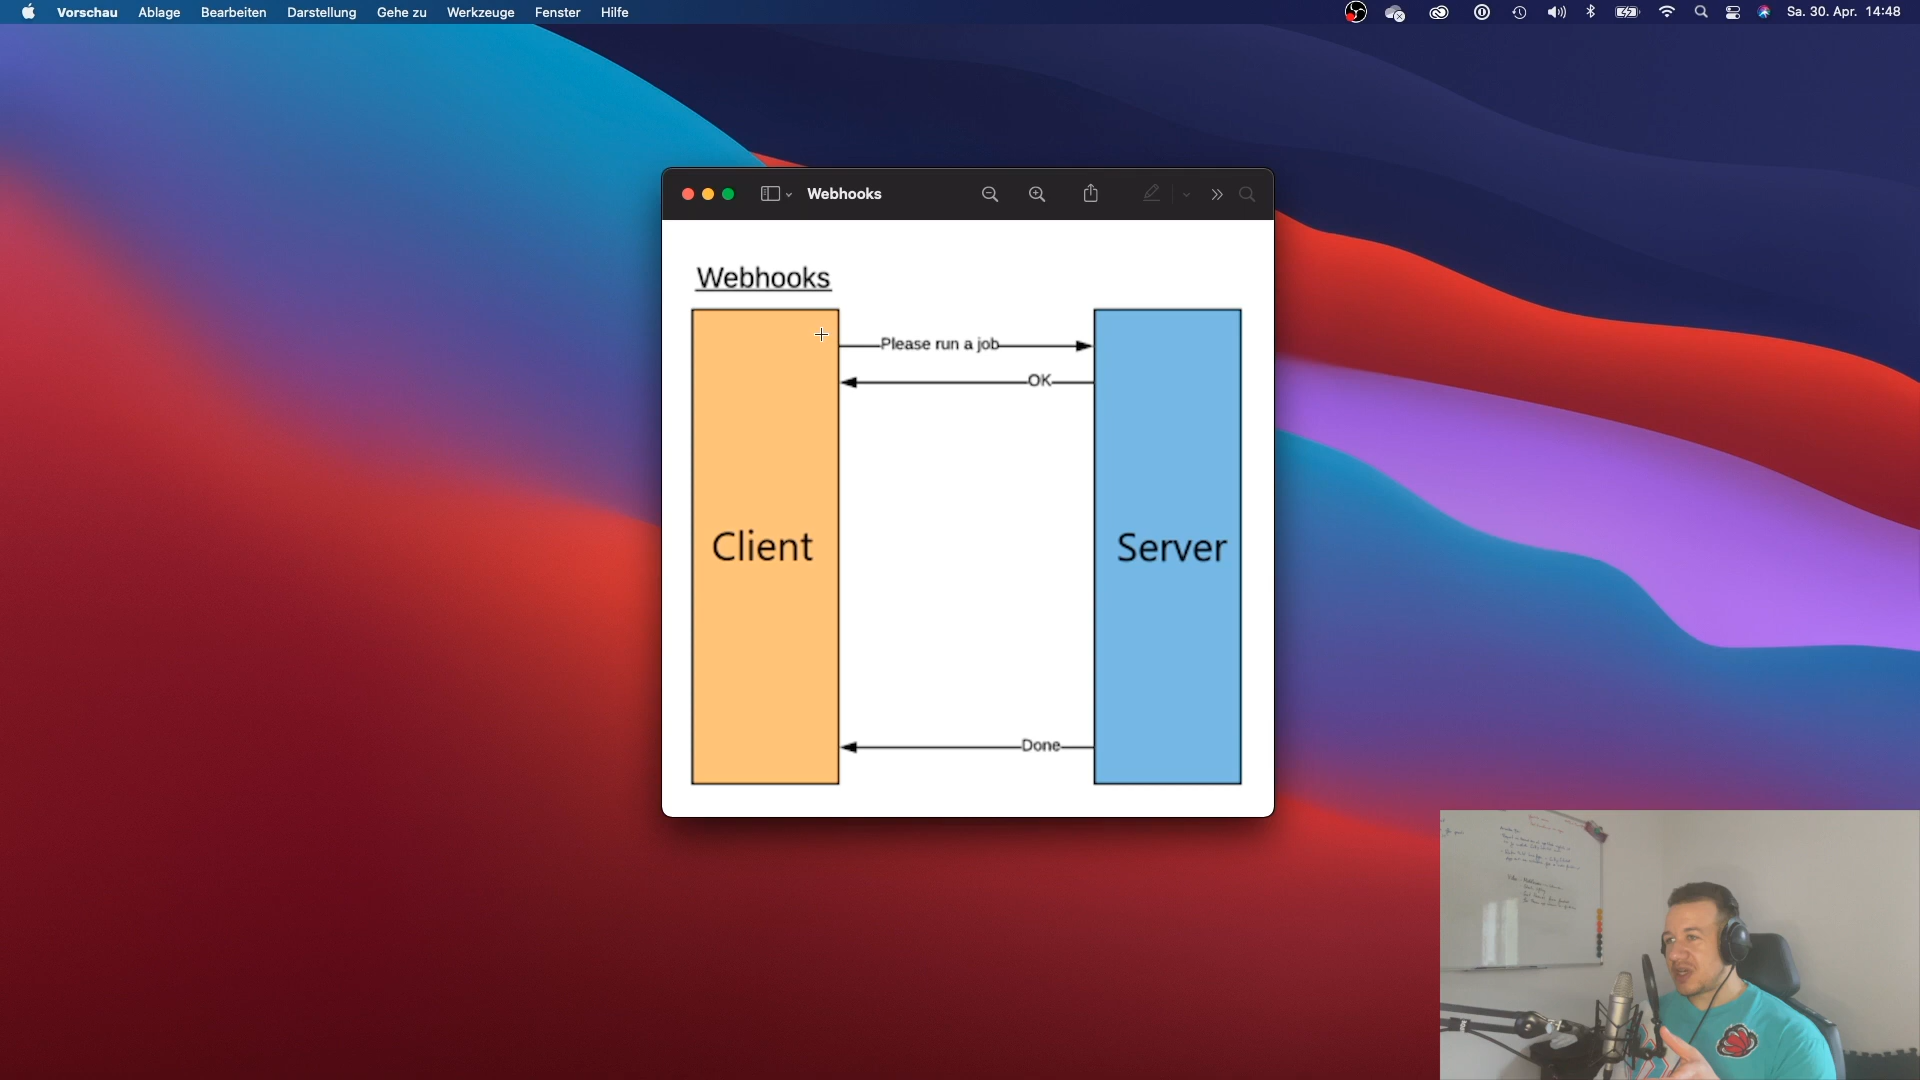 Vorschau Ablage Bearbeiten Darstellung Gehe zu Werkzeuge Fenster Hilfe Sa. 30. Apr. 14:48
Webhooks
Webhooks
Please run a job
OK
Client
Server
Done